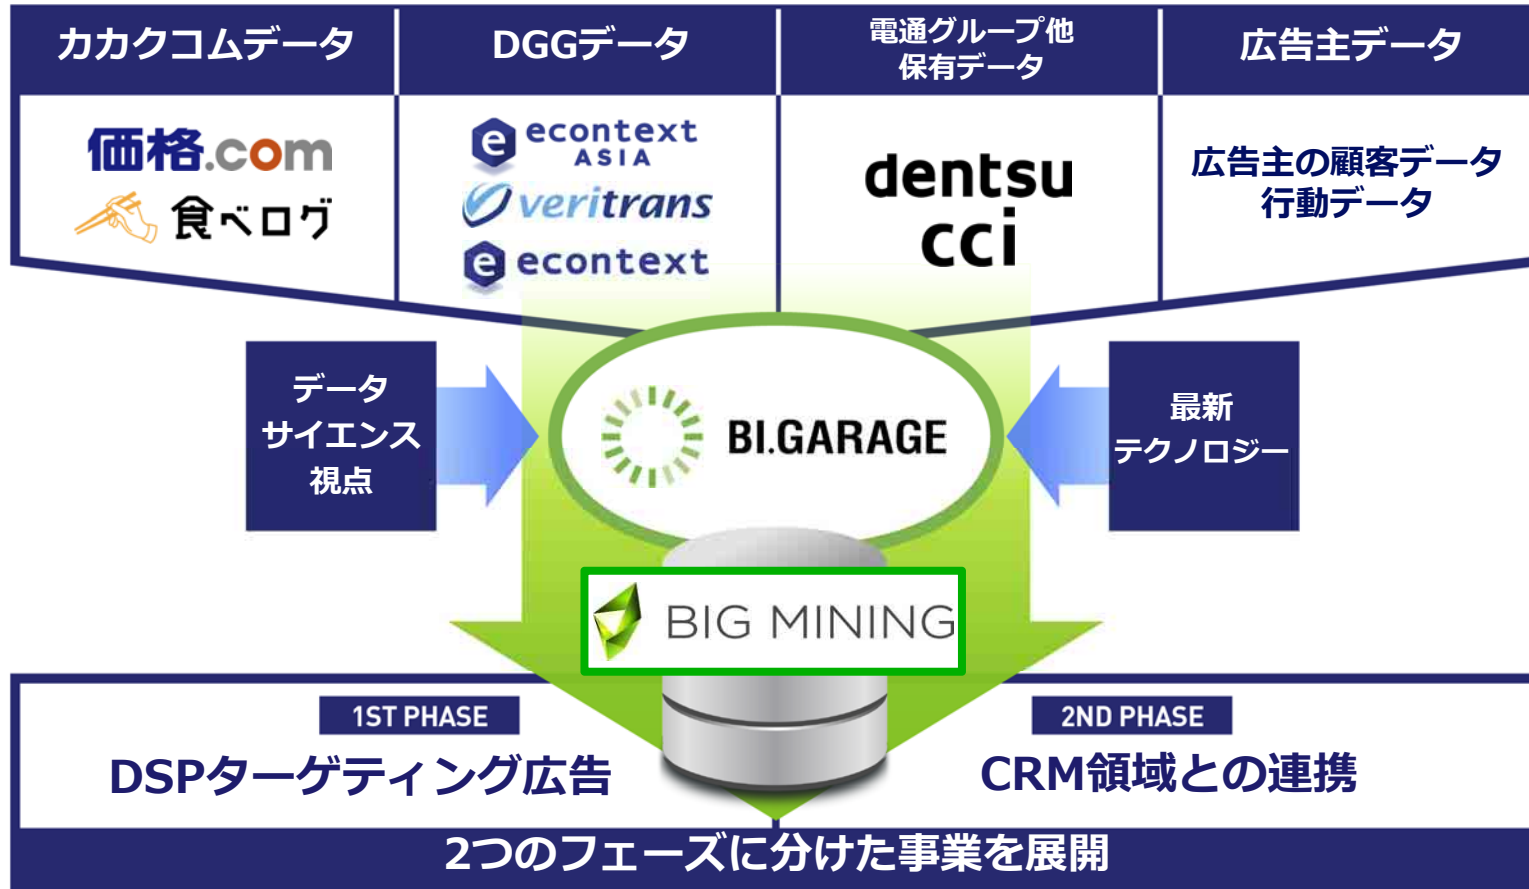 カカクコムデータ
DGGデータ
電通グループ他
保有データ
広告主データ
価格.com
食べログ
e econtext
ASIA
veritrans
e econtext
dentsu
cci
広告主の顧客データ
行動データ
データ
サイエンス
視点
BI.GARAGE
最新
テクノロジー
BIG MINING
1ST PHASE
DSPターゲティング広告
2ND PHASE
CRM領域との連携
2つのフェーズに分けた事業を展開